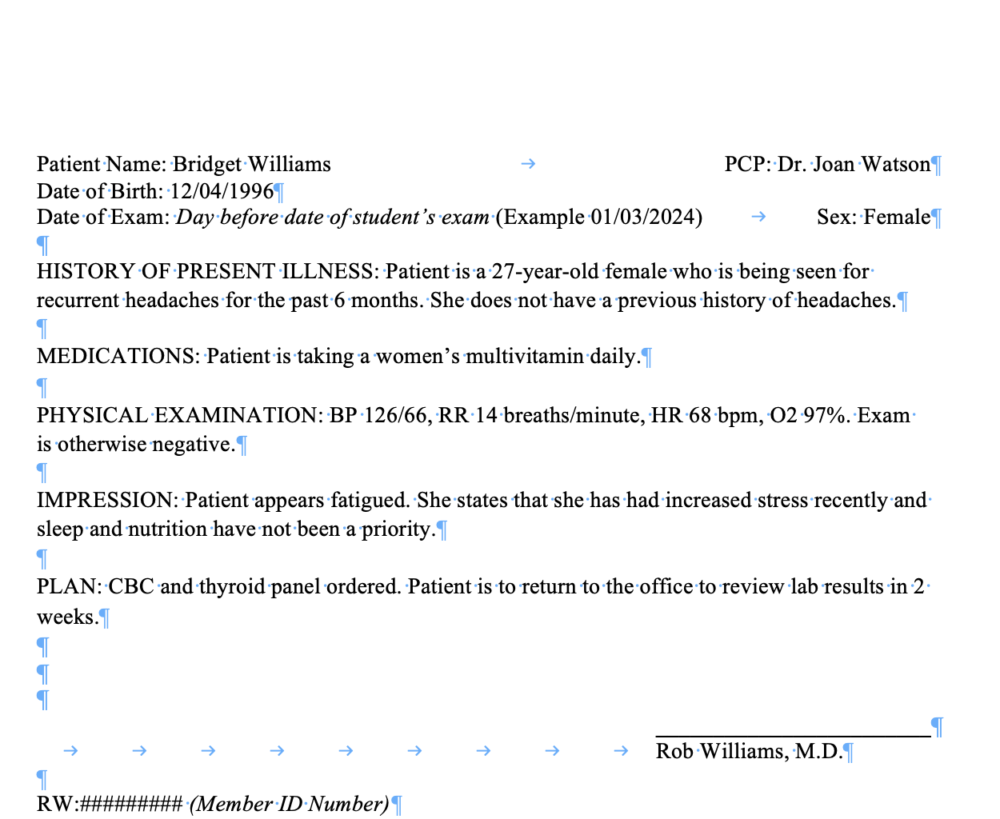 Patient Name: Bridget Williams → PCP: Dr. Joan Watson¶
Date of Birth: 12/04/1996¶
Date of Exam: Day before date of student’s exam (Example 01/03/2024) → Sex: Female¶
¶
HISTORY OF PRESENT ILLNESS: Patient is a 27-year-old female who is being seen for
recurrent headaches for the past 6 months. She does not have a previous history of headaches.¶
¶
MEDICATIONS: Patient is taking a women’s multivitamin daily.¶
¶
PHYSICAL EXAMINATION: BP 126/66, RR 14 breaths/minute, HR 68 bpm, O2 97%. Exam
is otherwise negative.¶
¶
IMPRESSION: Patient appears fatigued. She states that she has had increased stress recently and
sleep and nutrition have not been a priority.¶
¶
PLAN: CBC and thyroid panel ordered. Patient is to return to the office to review lab results in 2
weeks.¶
¶
¶
¶
¶
→ → → → → → → → → Rob Williams, M.D.¶
¶
RW:######### (Member ID Number)¶